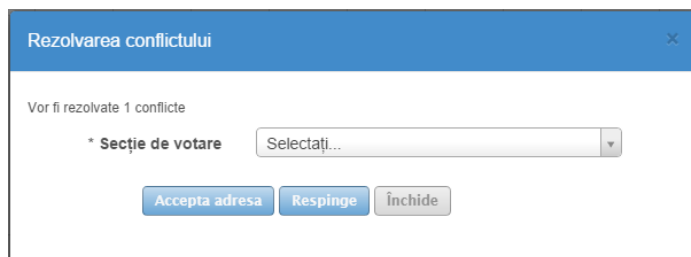 Rezolvarea conflictului ×
Vor fi rezolvate 1 conflicte
* Secție de votare Selectați...
Accepta adresa Respinge Închide